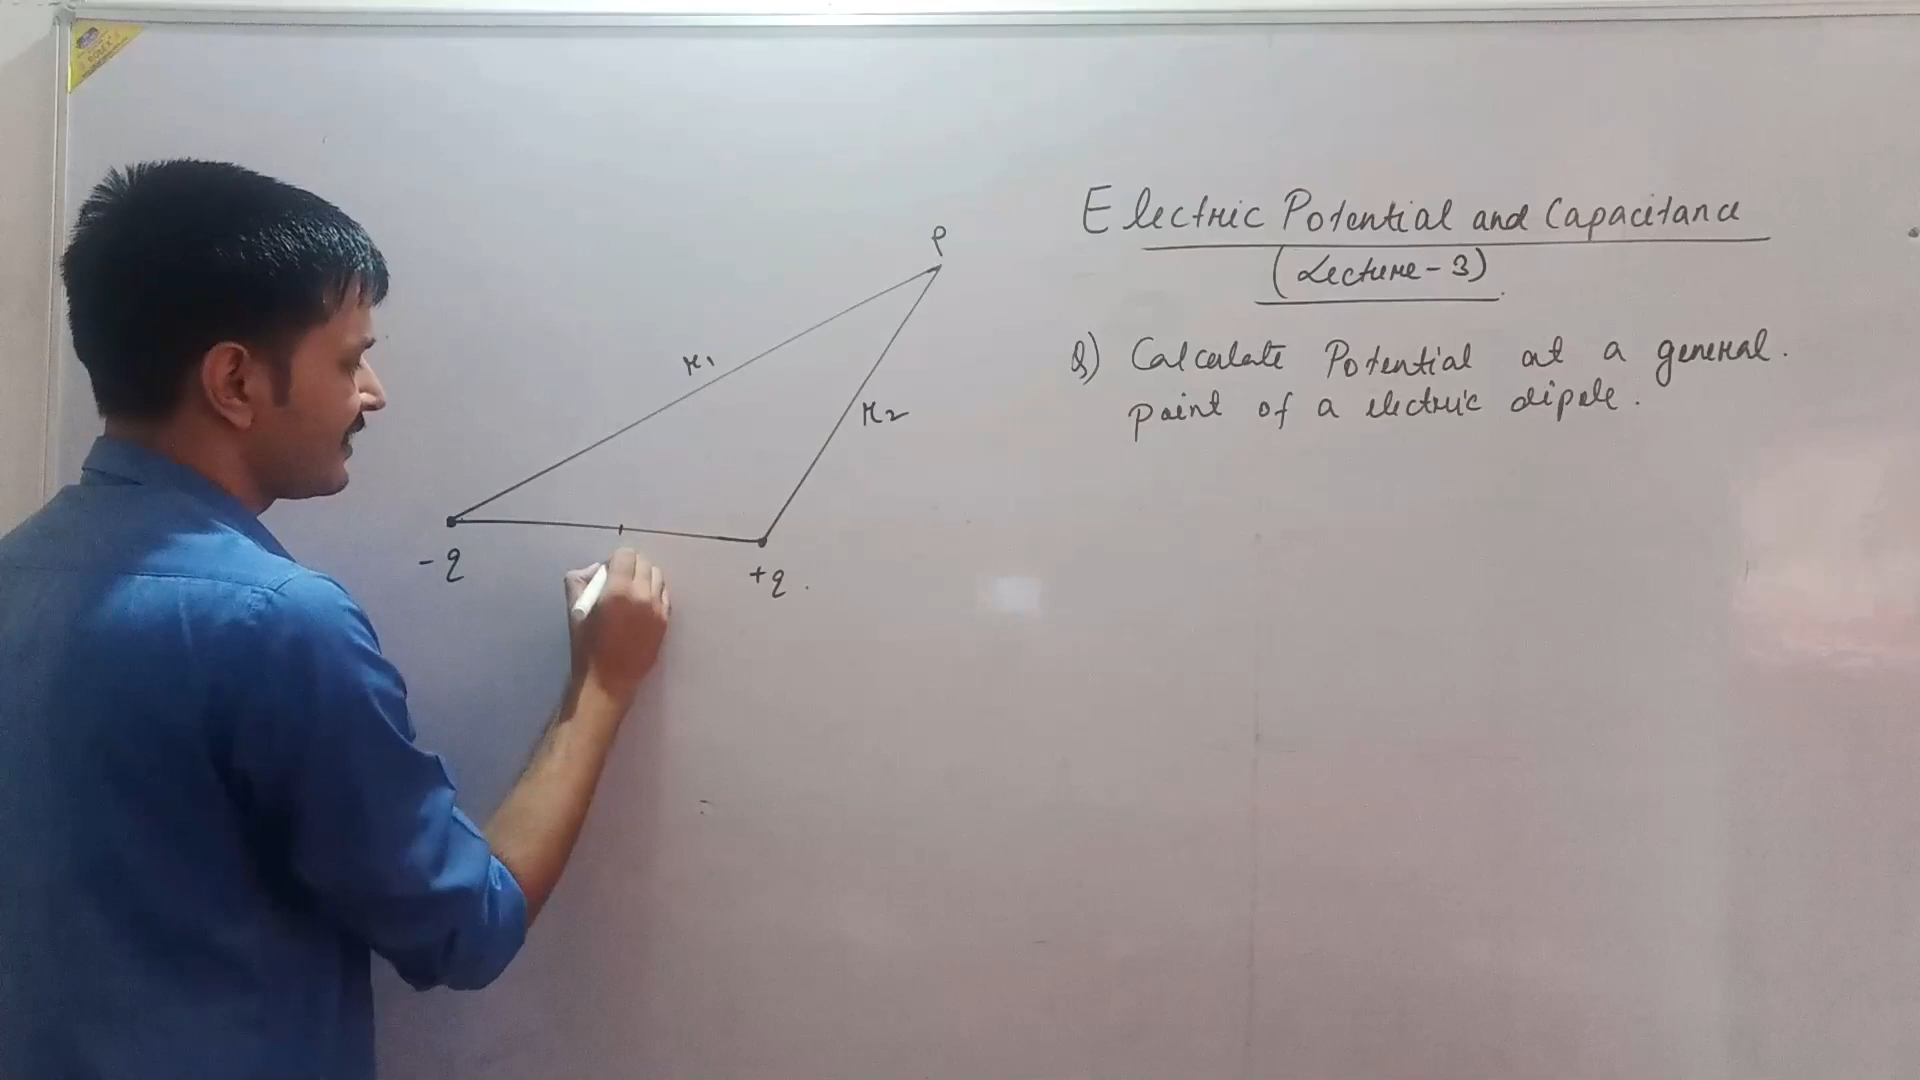 Electric Potential and Capacitance
(Lecture-3)
Q) Calculate Potential at a general.
point of a electric dipole.
P
r1
r2
-q
+q.